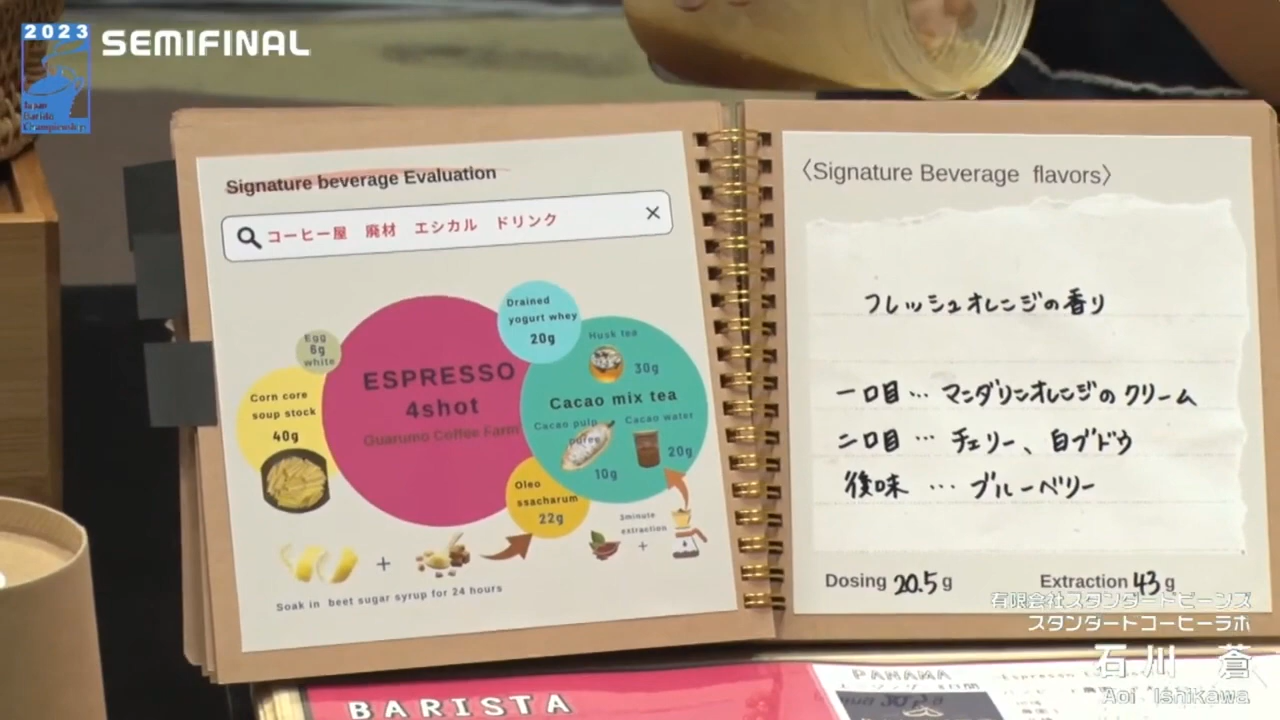 2023
SEMIFINAL
Japan
Barista
Championship
Signature beverage Evaluation
コーヒー屋 廃材 エシカル ドリンク
Drained
yogurt whey
20g
Egg
6g
white
Husk tea
30g
ESPRESSO
4shot
Guarumo Coffee Farm
Corn core
soup stock
40g
Cacao mix tea
Cacao pulp
puree
10g
Cacao water
20g
Oleo
ssacharum
22g
3minute
extraction
+
+
Soak in beet sugar syrup for 24 hours
〈Signature Beverage flavors〉
フレッシュオレンジの香り
一口目… マンダリンオレンジのクリーム
二口目… チェリー、白ブドウ
後味 … ブルーベリー
Dosing 20.5 g
Extraction 43 g
有限会社スタンダードビーンズ
スタンダードコーヒーラボ
石川 蒼
Aoi Ishikawa
BARISTA
PANAMA